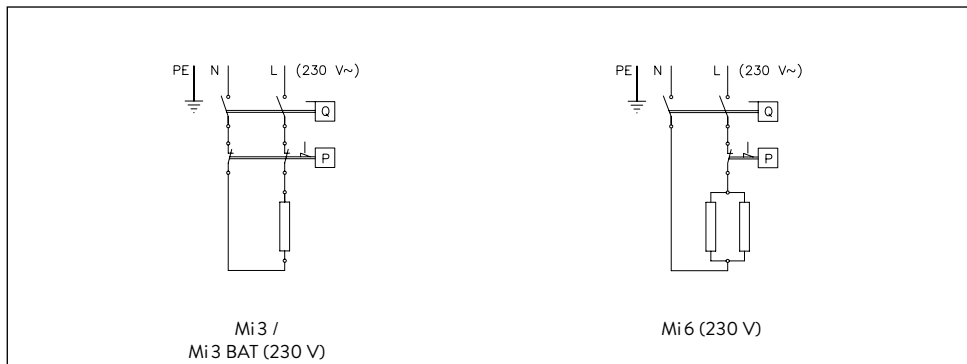 PE N L (230 V~)
Q
P
Mi 3 /
Mi 3 BAT (230 V)
PE N L (230 V~)
Q
P
Mi 6 (230 V)